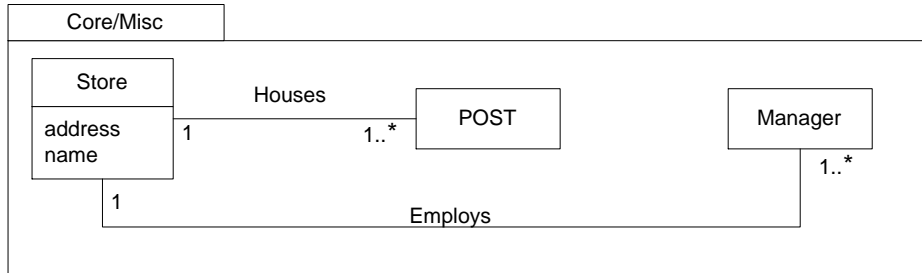 Core/Misc
Store
address
name
Houses
1
1..*
POST
Manager
1..*
1
Employs